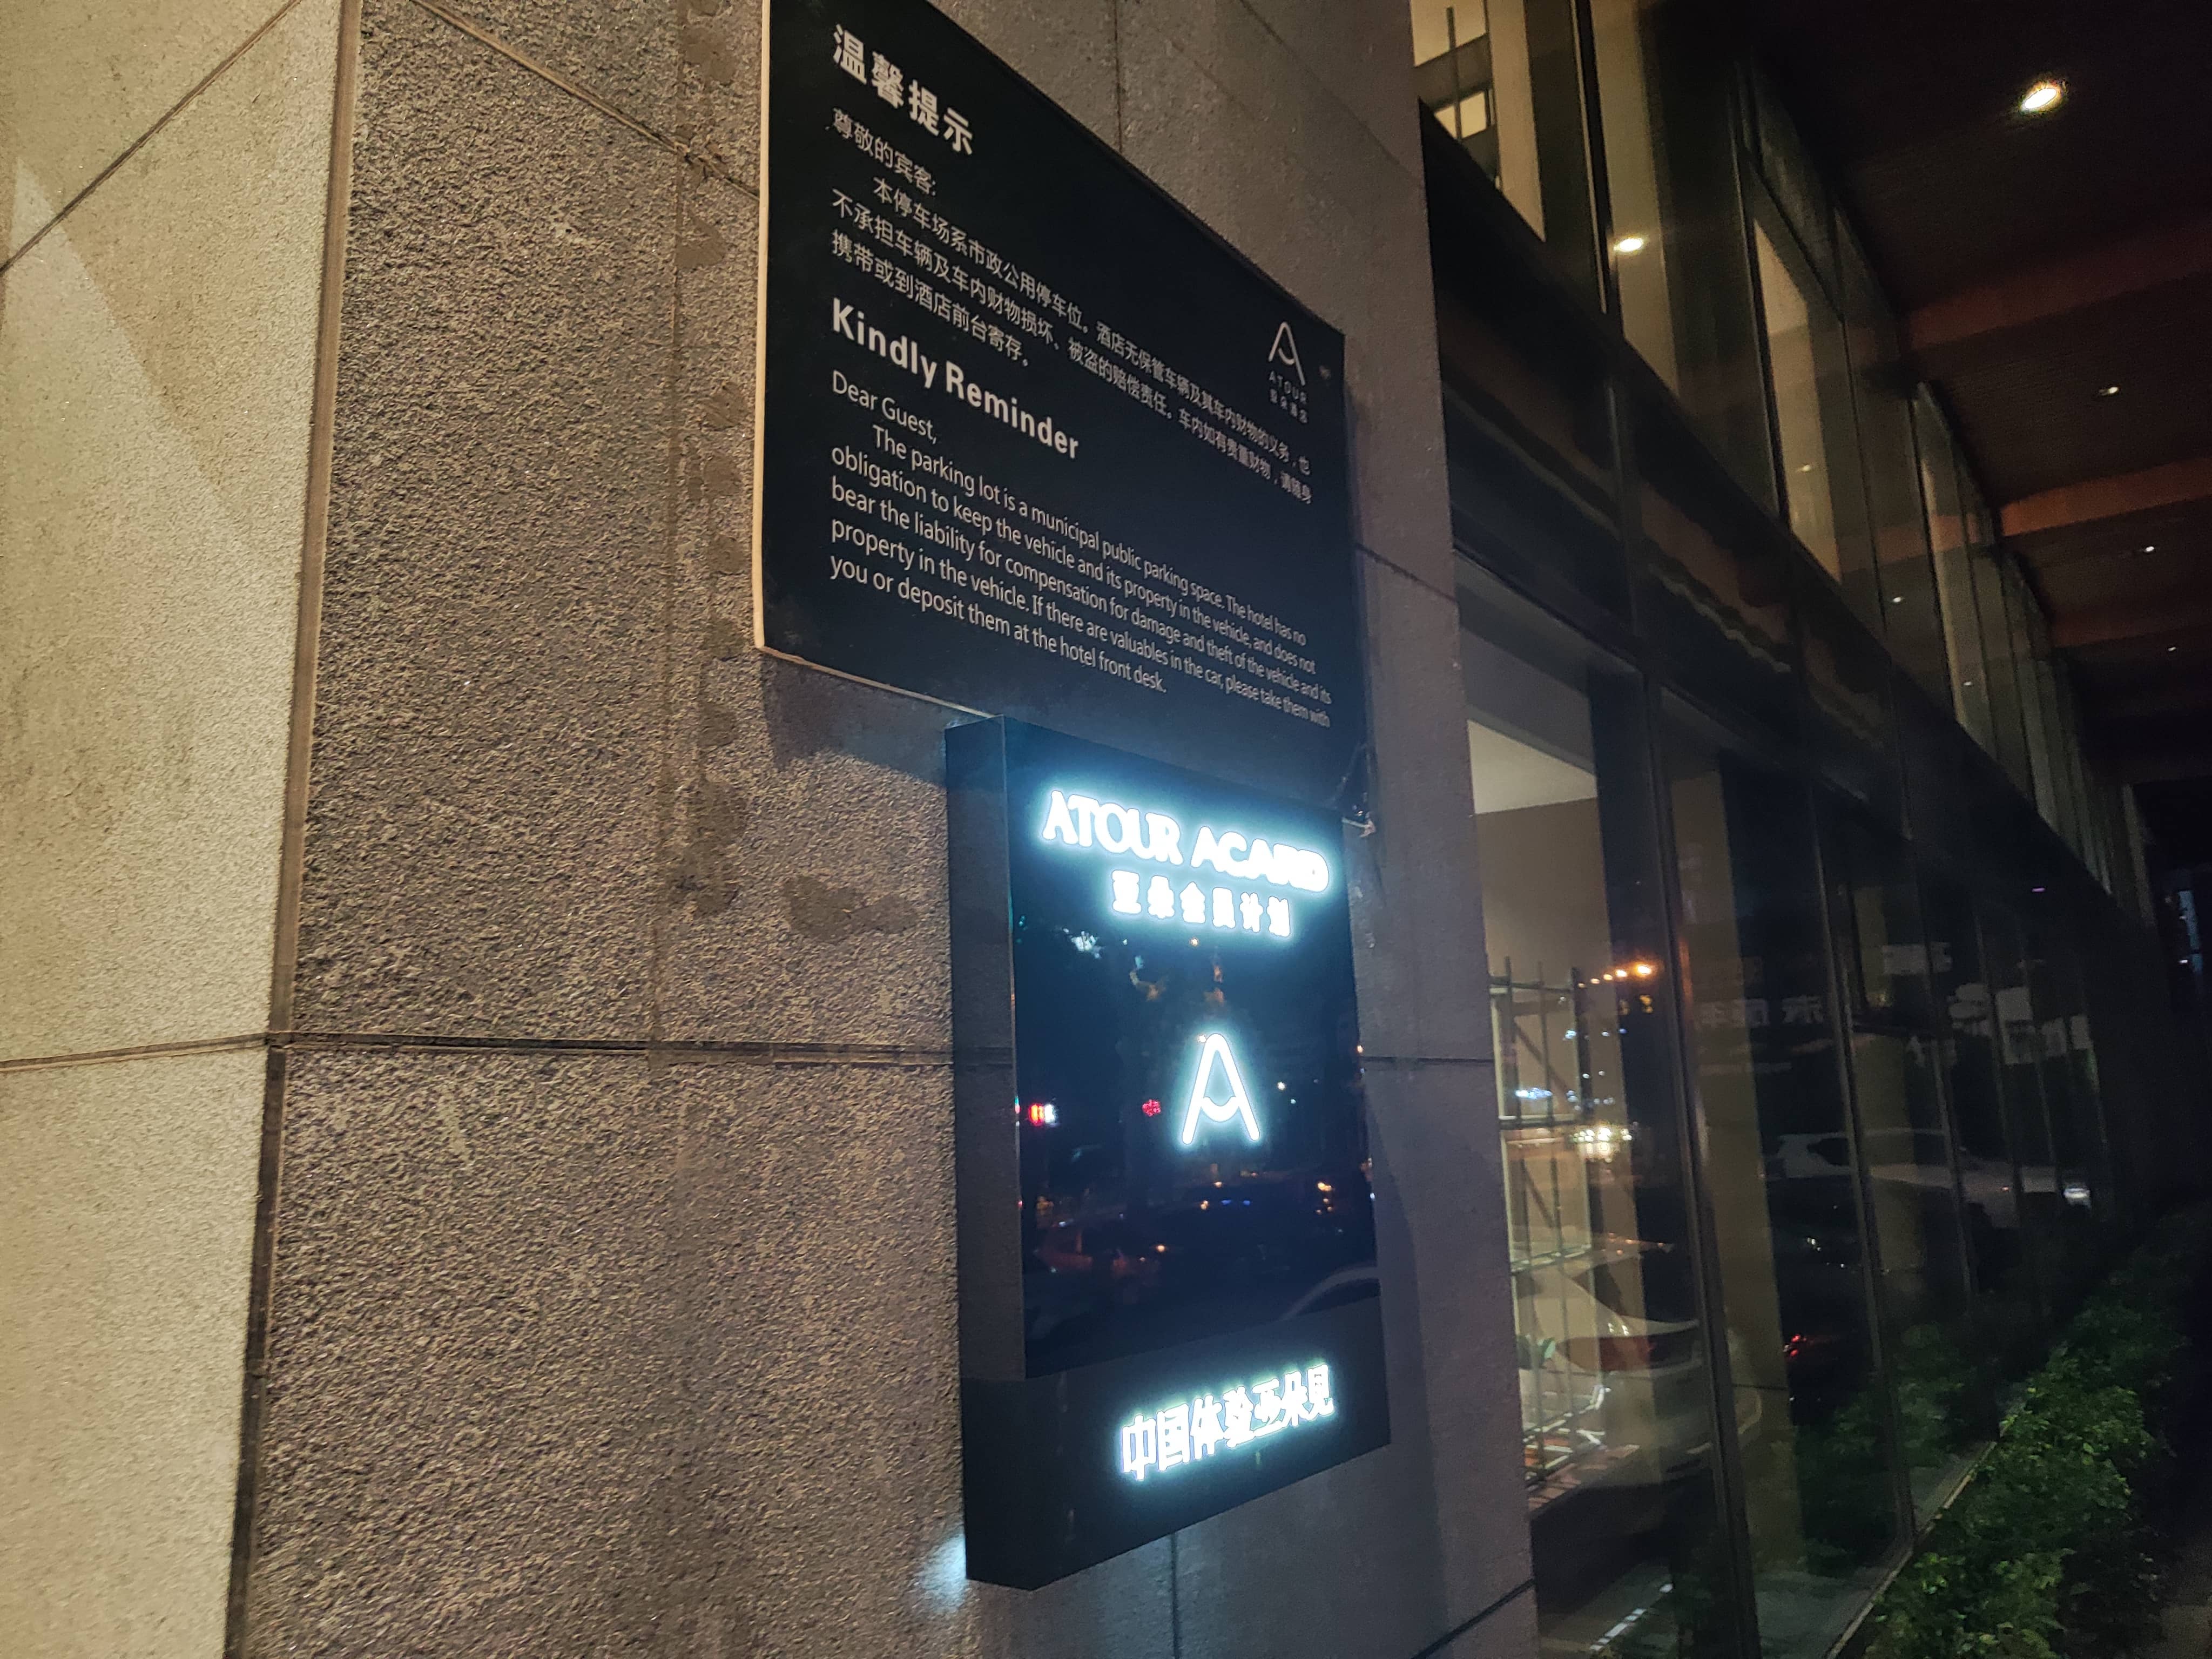 温馨提示
尊敬的宾客:
本停车场系市政公用停车位。酒店无保管车辆及其车内财物的义务，也
不承担车辆及车内财物损坏、被盗的赔偿责任。车内如有贵重财物，请随身
携带或到酒店前台寄存。
ATOUR
亚朵酒店
Kindly Reminder
Dear Guest,
The parking lot is a municipal public parking space. The hotel has no
obligation to keep the vehicle and its property in the vehicle, and does not
bear the liability for compensation for damage and theft of the vehicle and its
property in the vehicle. If there are valuables in the car, please take them with
you or deposit them at the hotel front desk.
ATOUR ACARD
亚朵会员计划
A
中国体验亚朵见